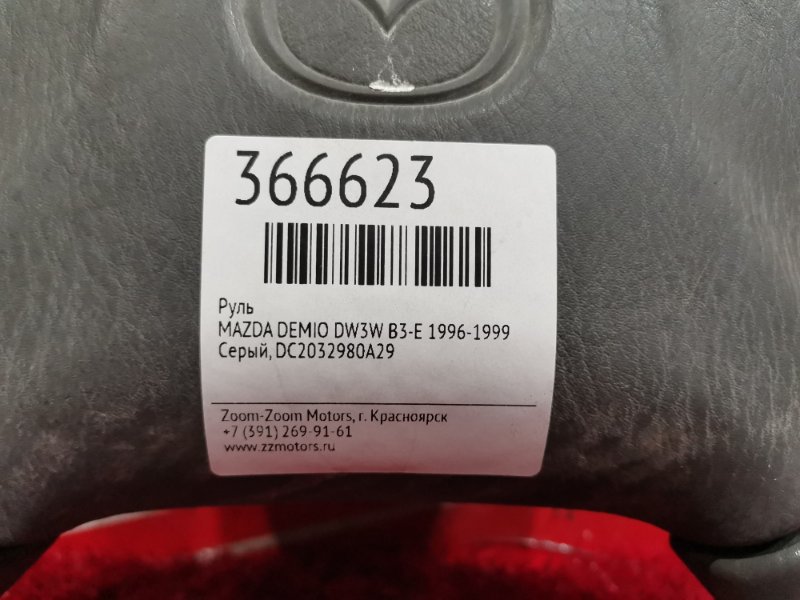 366623
Руль
MAZDA DEMIO DW3W B3-E 1996-1999
Серый, DC2032980A29
Zoom-Zoom Motors, г. Красноярск
+7 (391) 269-91-61
www.zzmotors.ru